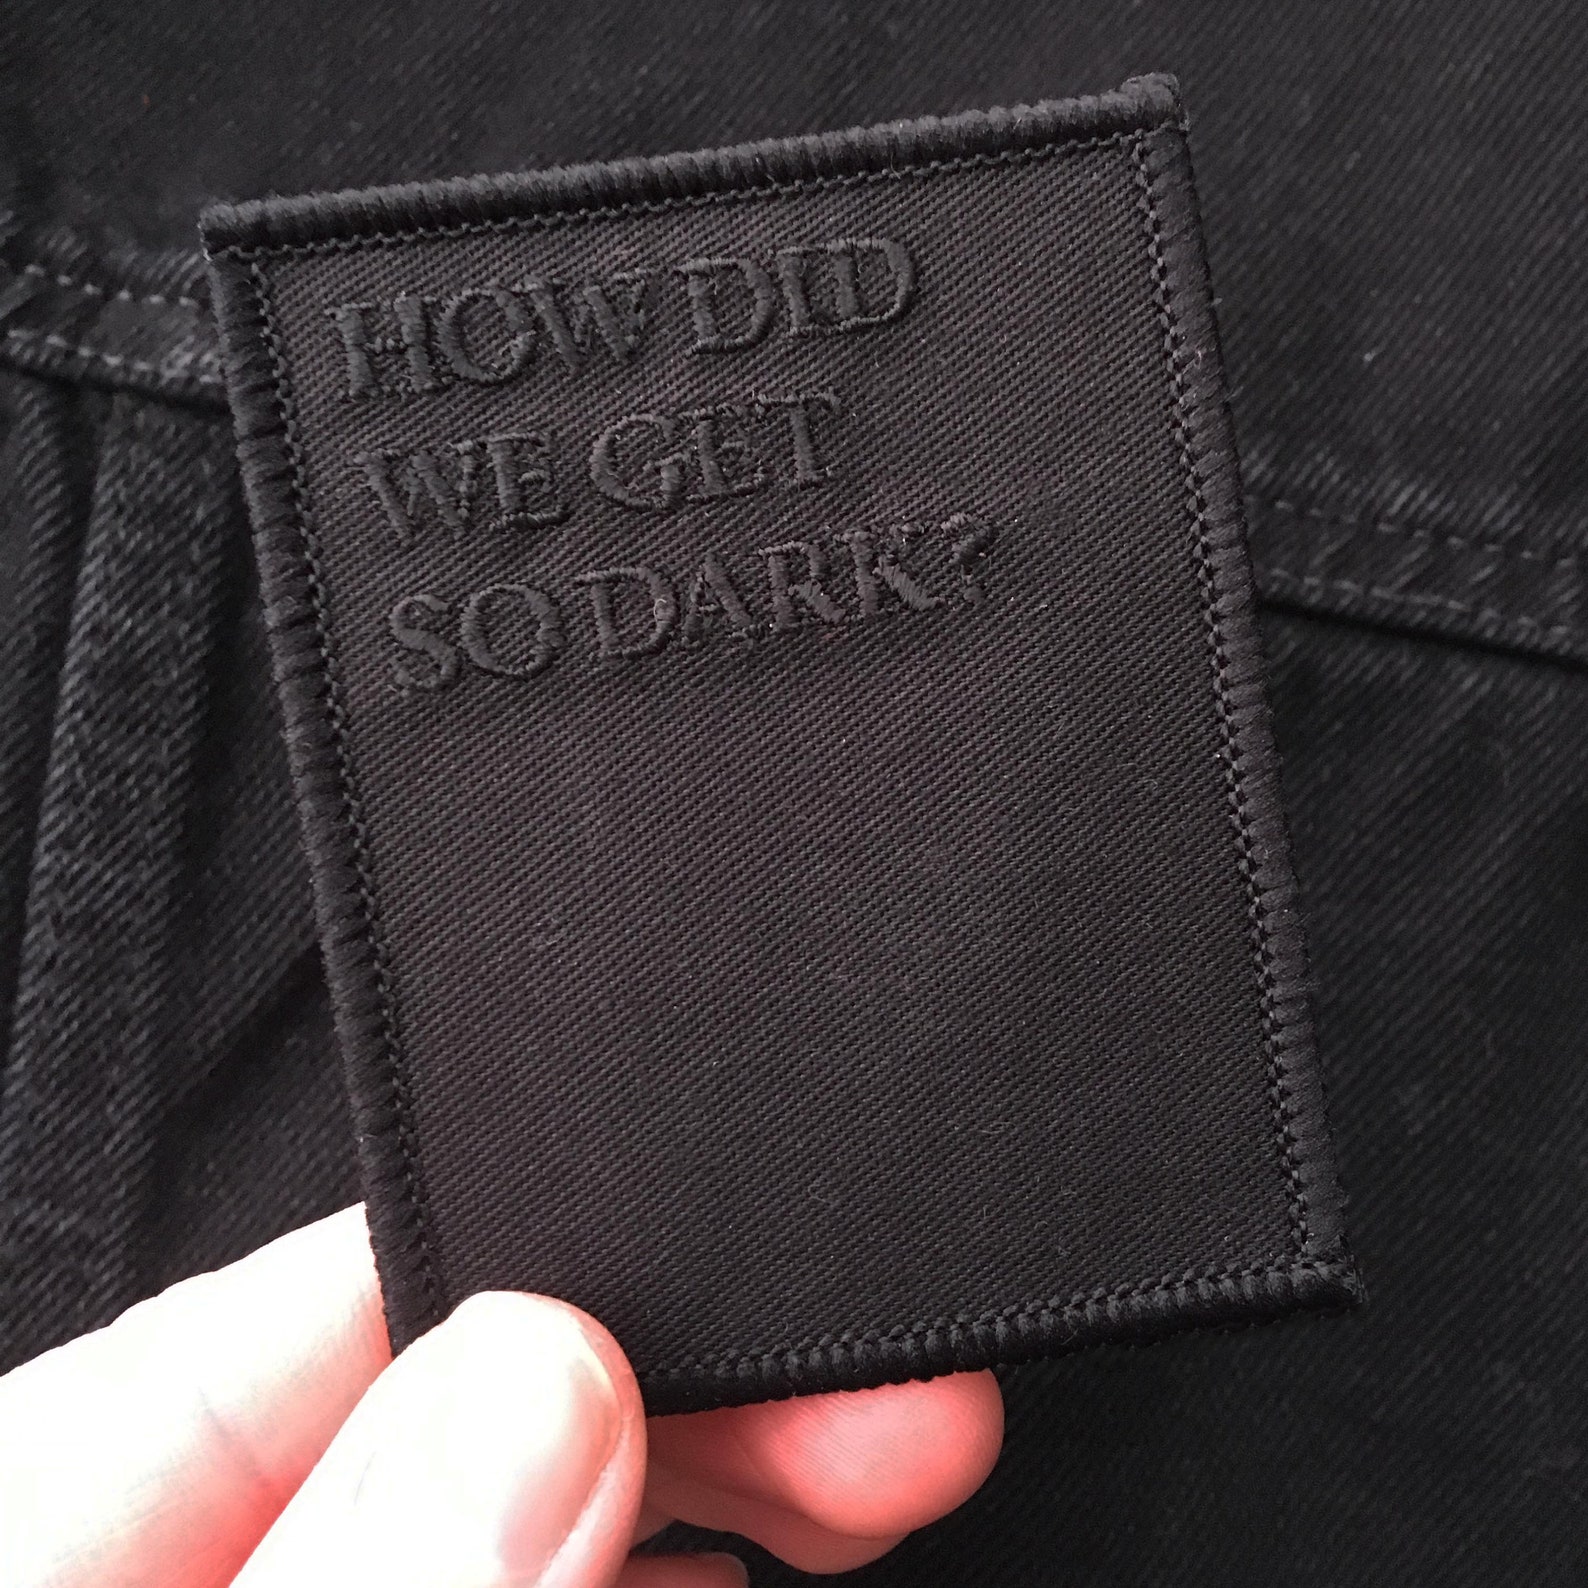 HOW DID
WE GET
SO DARK?